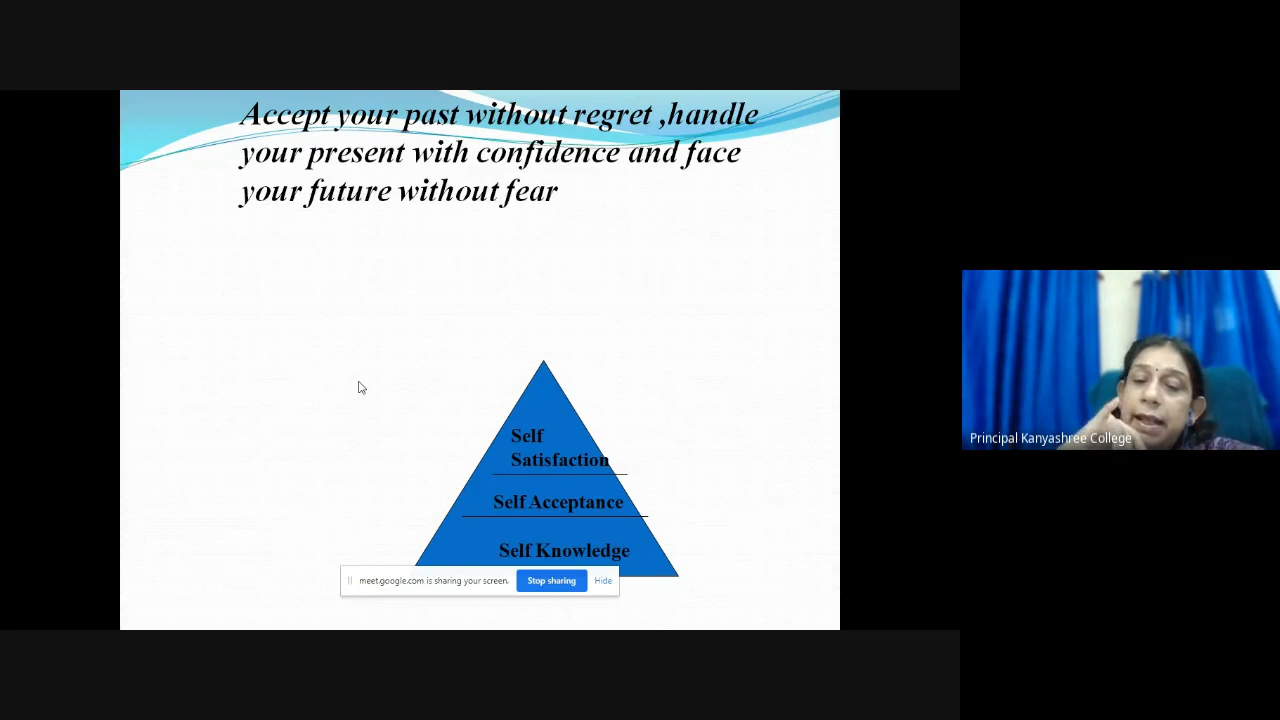 Accept your past without regret ,handle
your present with confidence and face
your future without fear
Self
Satisfaction
Self Acceptance
Self Knowledge
meet.google.com is sharing your screen.
Stop sharing
Hide
Principal Kanyashree College